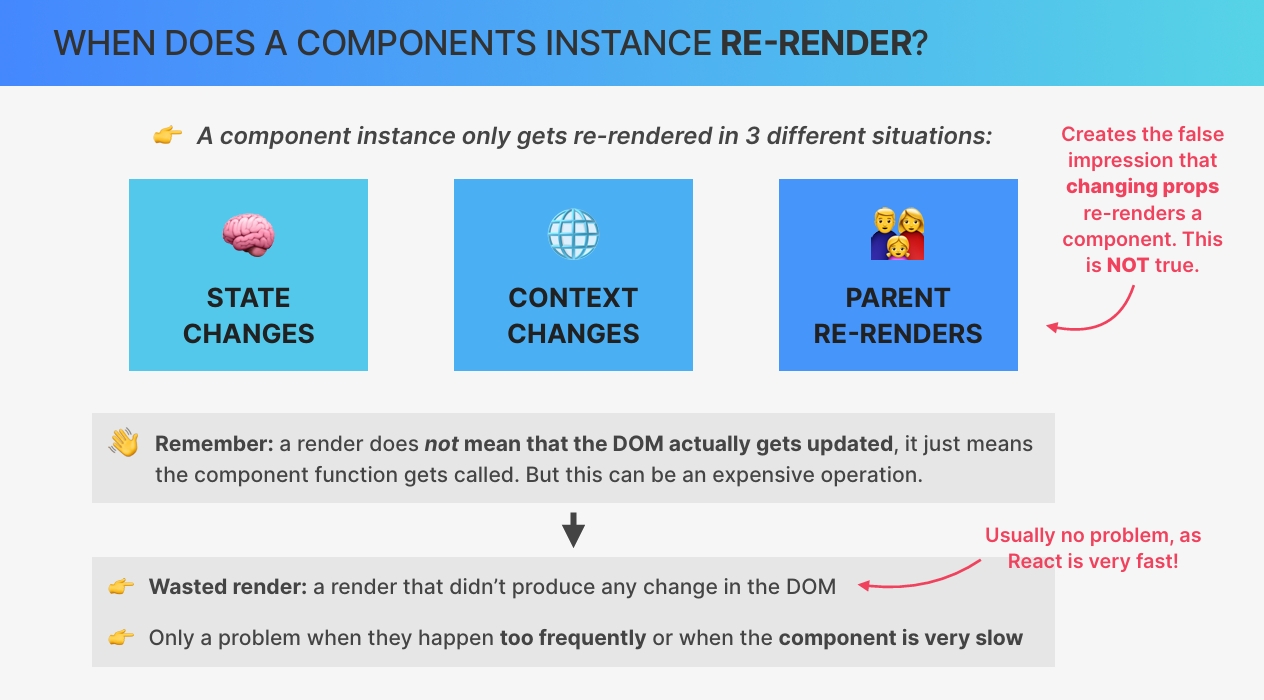 WHEN DOES A COMPONENTS INSTANCE RE-RENDER?
A component instance only gets re-rendered in 3 different situations:
Creates the false
impression that
changing props
re-renders a
component. This
is NOT true.
STATE
CHANGES
CONTEXT
CHANGES
PARENT
RE-RENDERS
Remember: a render does not mean that the DOM actually gets updated, it just means
the component function gets called. But this can be an expensive operation.
Usually no problem, as
React is very fast!
Wasted render: a render that didn’t produce any change in the DOM
Only a problem when they happen too frequently or when the component is very slow